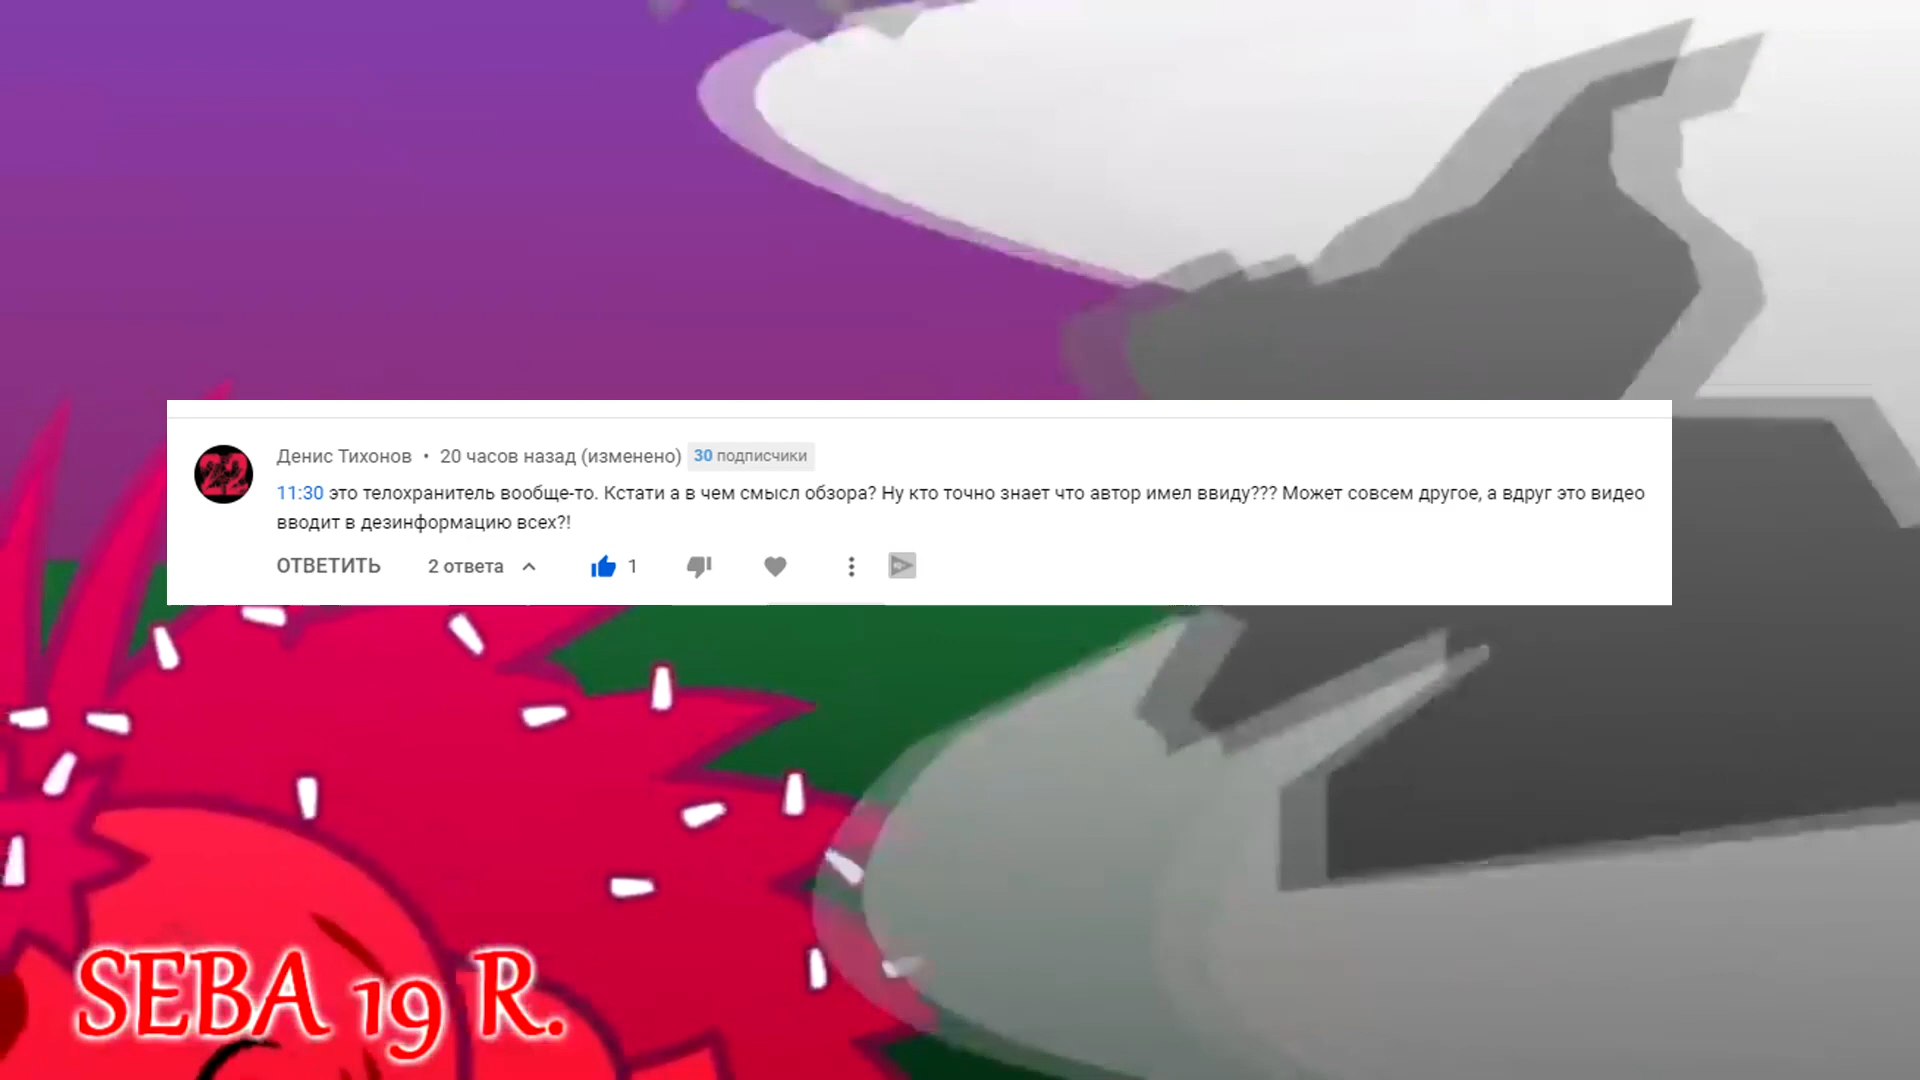 Денис Тихонов • 20 часов назад (изменено) 30 подписчики
11:30 это телохранитель вообще-то. Кстати а в чем смысл обзора? Ну кто точно знает что автор имел ввиду??? Может совсем другое, а вдруг это видео
вводит в дезинформацию всех?!
ОТВЕТИТЬ 2 ответа 1
SEBA 19 R.